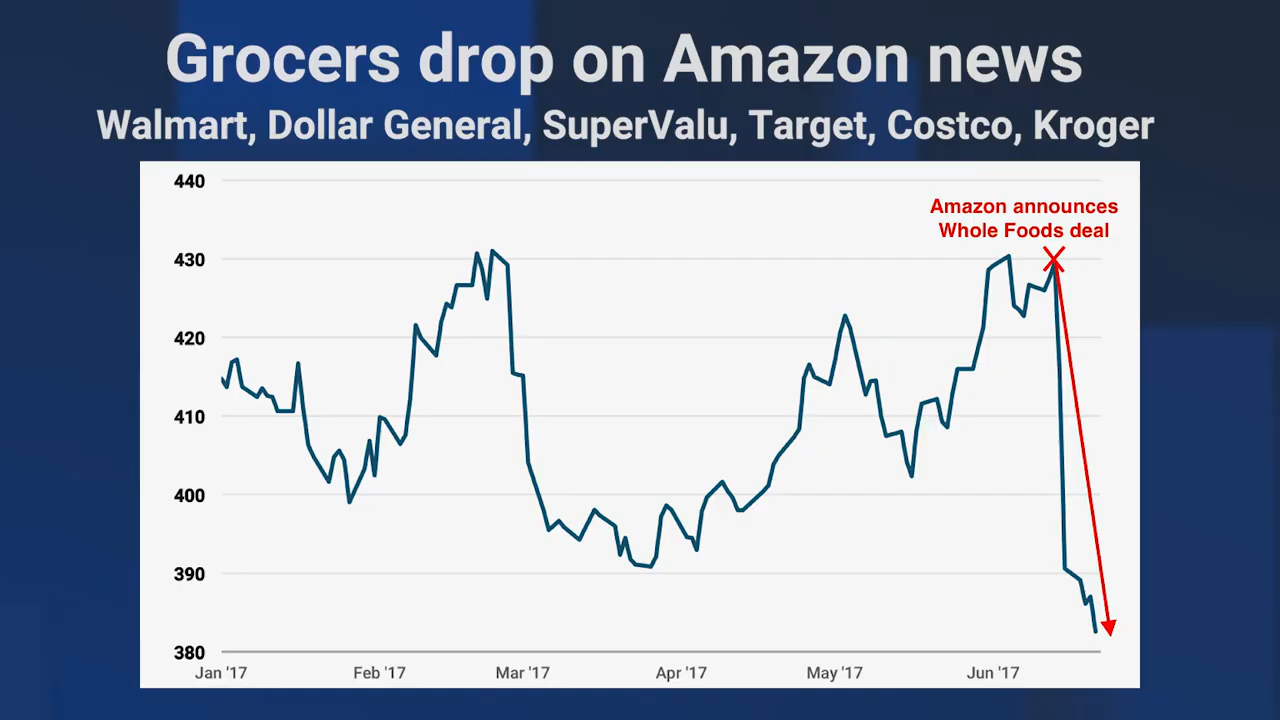 Grocers drop on Amazon news
Walmart, Dollar General, SuperValu, Target, Costco, Kroger
440
Amazon announces
Whole Foods deal
430
420
410
400
390
380
Jan '17 Feb '17 Mar '17 Apr '17 May '17 Jun '17